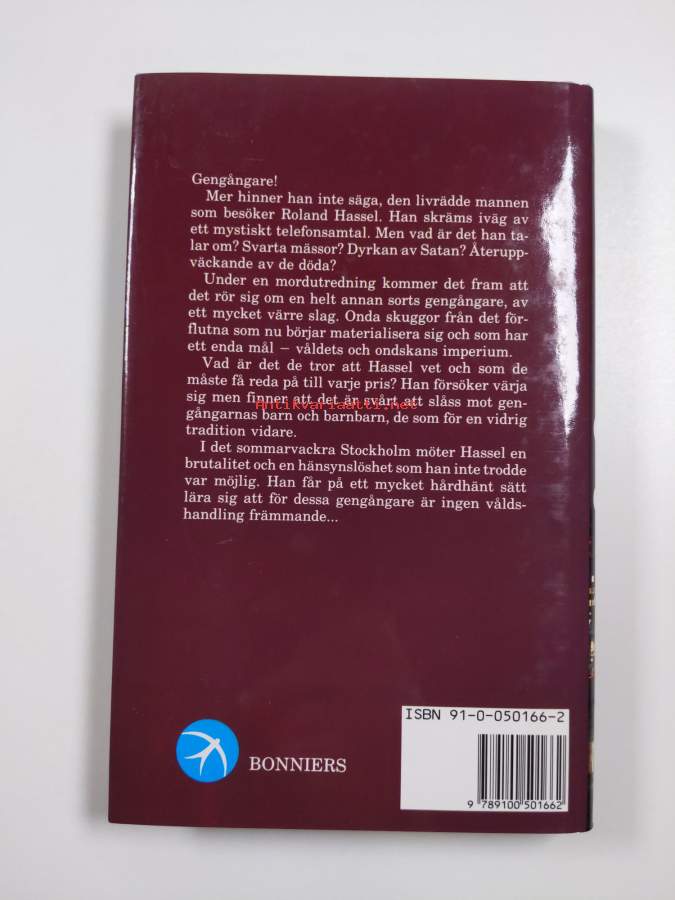 Gengångare!
Mer hinner han inte säga, den livrädde mannen
som besöker Roland Hassel. Han skräms iväg av
ett mystiskt telefonsamtal. Men vad är det han ta-
lar om? Svarta mässor? Dyrkan av Satan? Återupp-
väckande av de döda?
Under en mordutredning kommer det fram att
det rör sig om en helt annan sorts gengångare, av
ett mycket värre slag. Onda skuggor från det för-
flutna som nu börjar materialisera sig och som har
ett enda mål – våldets och ondskans imperium.
Vad är det de tror att Hassel vet och som de
måste få reda på till varje pris? Han försöker värja
sig men finner att det är svårt att slåss mot gen-
Antikvariaatti.net
gångarnas barn och barnbarn, de som för en vidrig
tradition vidare.
I det sommarvackra Stockholm möter Hassel en
brutalitet och en hänsynslöshet som han inte trodde
var möjlig. Han får på ett mycket hårdhänt sätt
lära sig att för dessa gengångare är ingen vålds-
handling främmande...
ISBN 91-0-050166-2
BONNIERS
9 789100 501662